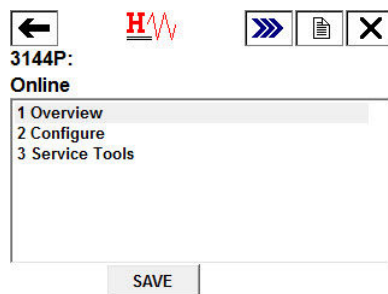 H
3144P:
Online
1 Overview
2 Configure
3 Service Tools
SAVE